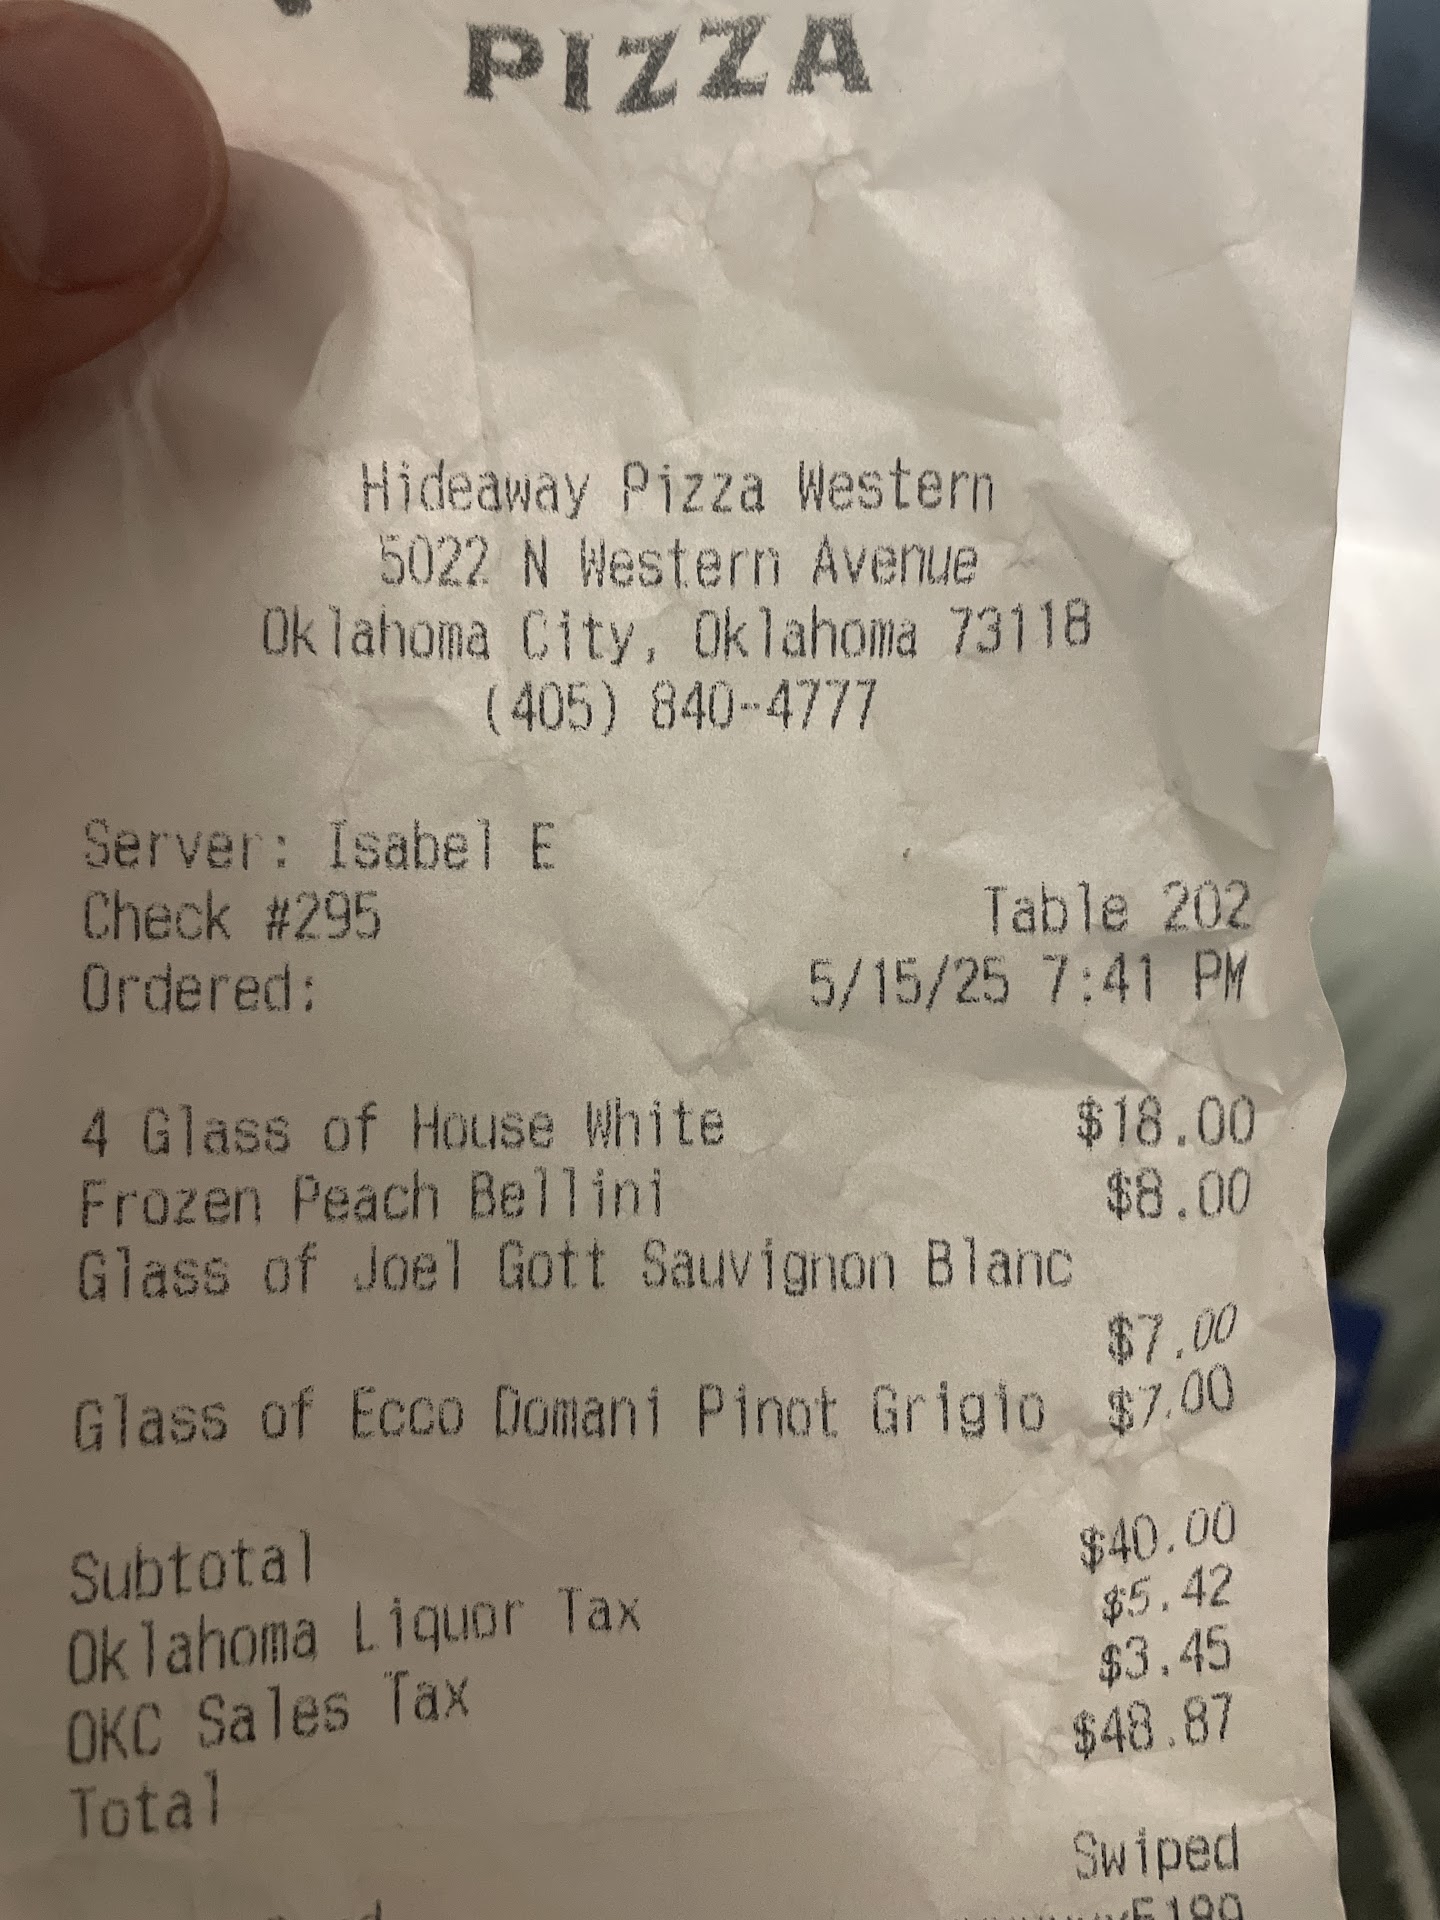 PIZZA
Hideaway Pizza Western
5022 N Western Avenue
Oklahoma City, Oklahoma 73118
(405) 840-4777
Server: Isabel E
Check #295 Table 202
Ordered: 5/15/25 7:41 PM
4 Glass of House White $18.00
Frozen Peach Bellini $8.00
Glass of Joel Gott Sauvignon Blanc
$7.00
Glass of Ecco Domani Pinot Grigio $7.00
Subtotal $40.00
Oklahoma Liquor Tax $5.42
OKC Sales Tax $3.45
Total $48.87
Swiped